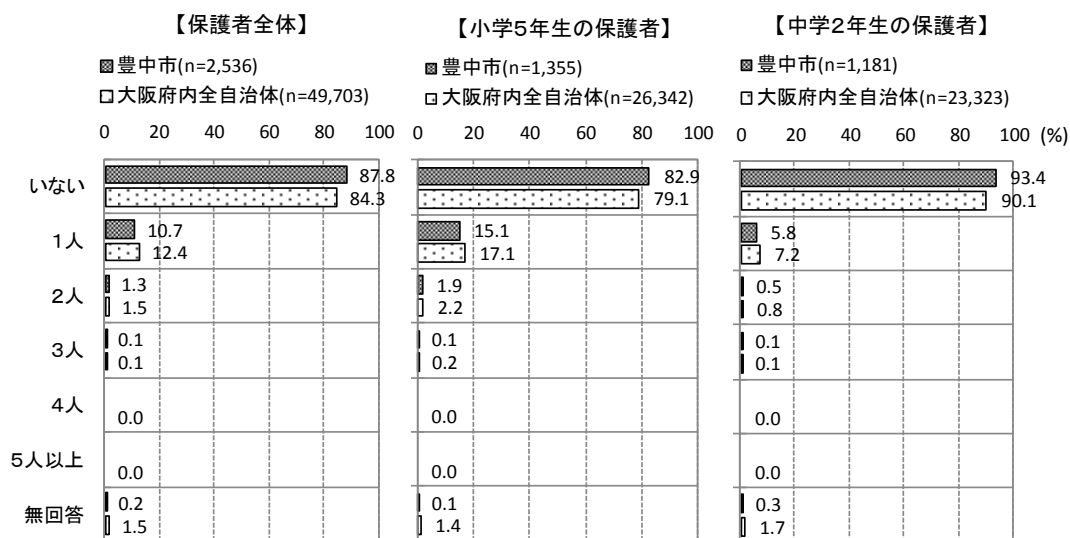 【保護者全体】
【小学5年生の保護者】
【中学2年生の保護者】
豊中市(n=2,536)
大阪府内全自治体(n=49,703)
豊中市(n=1,355)
大阪府内全自治体(n=26,342)
豊中市(n=1,181)
大阪府内全自治体(n=23,323)
0 20 40 60 80 100
0 20 40 60 80 100
0 20 40 60 80 100 (%)
いない
87.8 82.9 93.4
84.3 79.1 90.1
1人
10.7 15.1 5.8
12.4 17.1 7.2
2人
1.3 1.9 0.5
1.5 2.2 0.8
3人
0.1 0.1 0.1
0.1 0.2 0.1
4人
0.0 0.0 0.0
5人以上
0.0 0.0 0.0
無回答
0.2 0.1 0.3
1.5 1.4 1.7